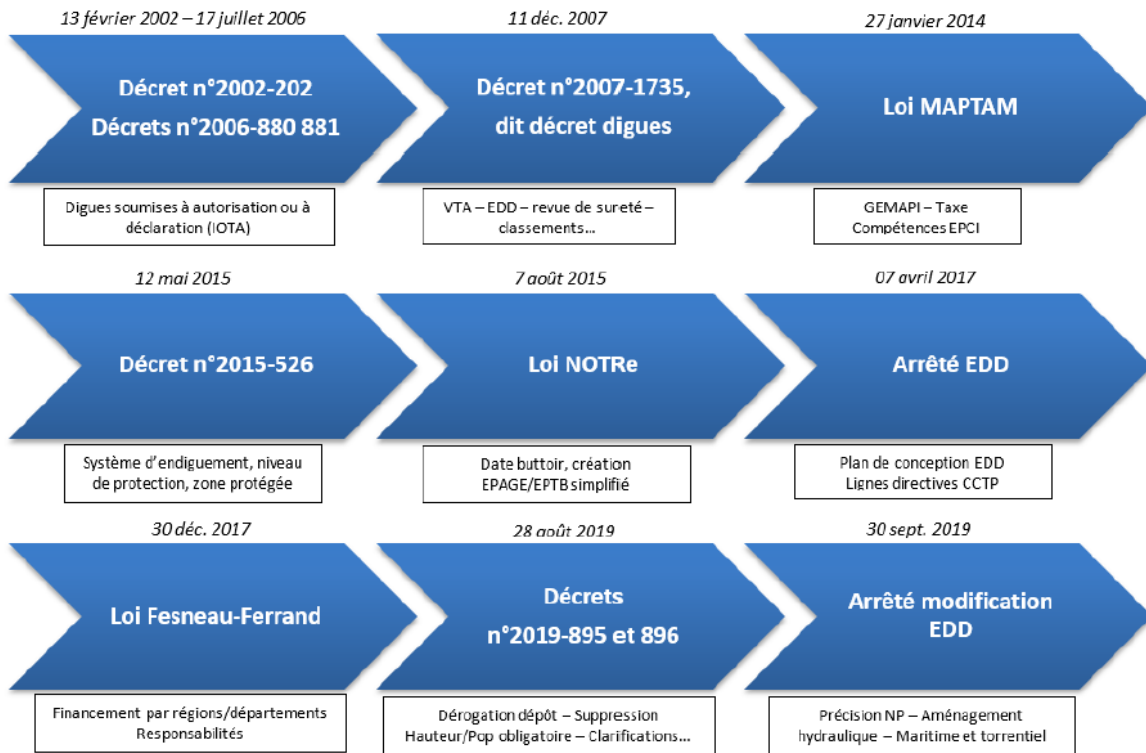 13 février 2002 – 17 juillet 2006
11 déc. 2007
27 janvier 2014
Décret n°2002-202
Décrets n°2006-880 881
Décret n°2007-1735,
dit décret digues
Loi MAPTAM
Digues soumises à autorisation ou à
déclaration (IOTA)
VTA – EDD – revue de sureté –
classements...
GEMAPI – Taxe
Compétences EPCI
12 mai 2015
7 août 2015
07 avril 2017
Décret n°2015-526
Loi NOTRe
Arrêté EDD
Système d'endiguement, niveau
de protection, zone protégée
Date buttoir, création
EPAGE/EPTB simplifié
Plan de conception EDD
Lignes directives CCTP
30 déc. 2017
28 août 2019
30 sept. 2019
Loi Fesneau-Ferrand
Décrets
n°2019-895 et 896
Arrêté modification
EDD
Financement par régions/départements
Responsabilités
Dérogation dépôt – Suppression
Hauteur/Pop obligatoire – Clarifications...
Précision NP – Aménagement
hydraulique – Maritime et torrentiel